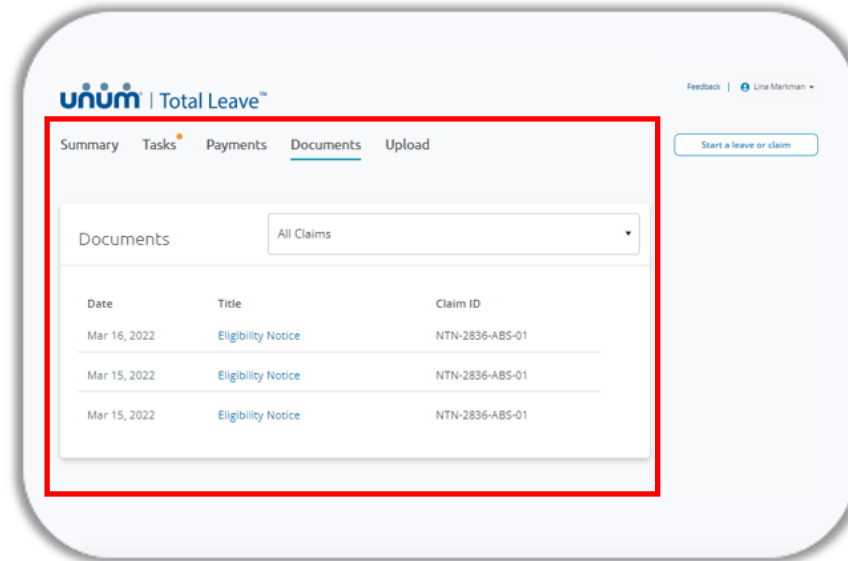 Feedback | Lina Markman
unum | Total Leave™
Summary Tasks Payments Documents Upload
Start a leave or claim
Documents All Claims
Date Title Claim ID
Mar 16, 2022 Eligibility Notice NTN-2836-ABS-01
Mar 15, 2022 Eligibility Notice NTN-2836-ABS-01
Mar 15, 2022 Eligibility Notice NTN-2836-ABS-01